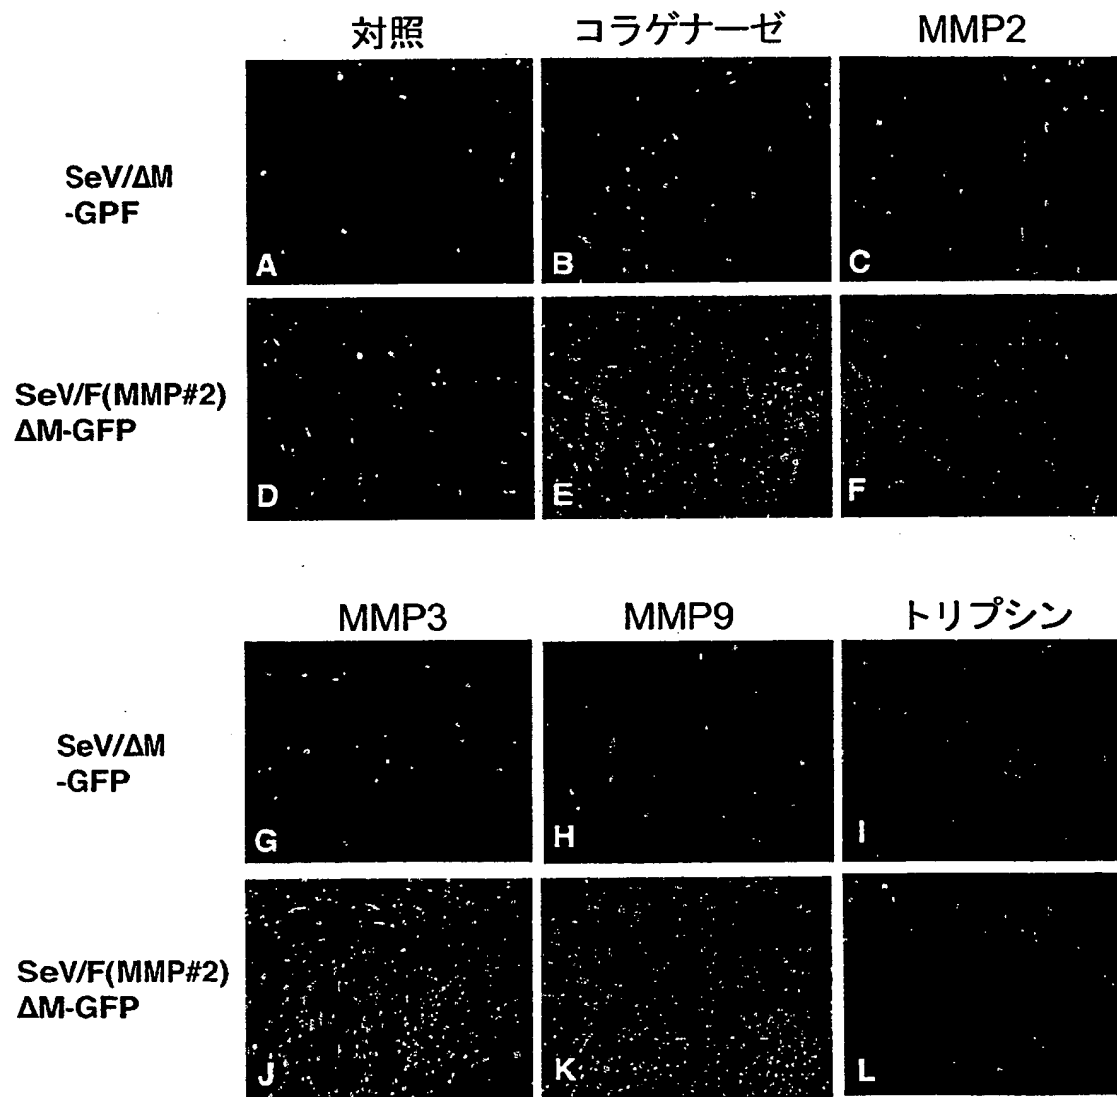 対照
コラゲナーゼ
MMP2
SeV/ΔM
-GPF
A
B
C
SeV/F(MMP#2)
ΔM-GFP
D
E
F
MMP3
MMP9
トリプシン
SeV/ΔM
-GFP
G
H
I
SeV/F(MMP#2)
ΔM-GFP
J
K
L